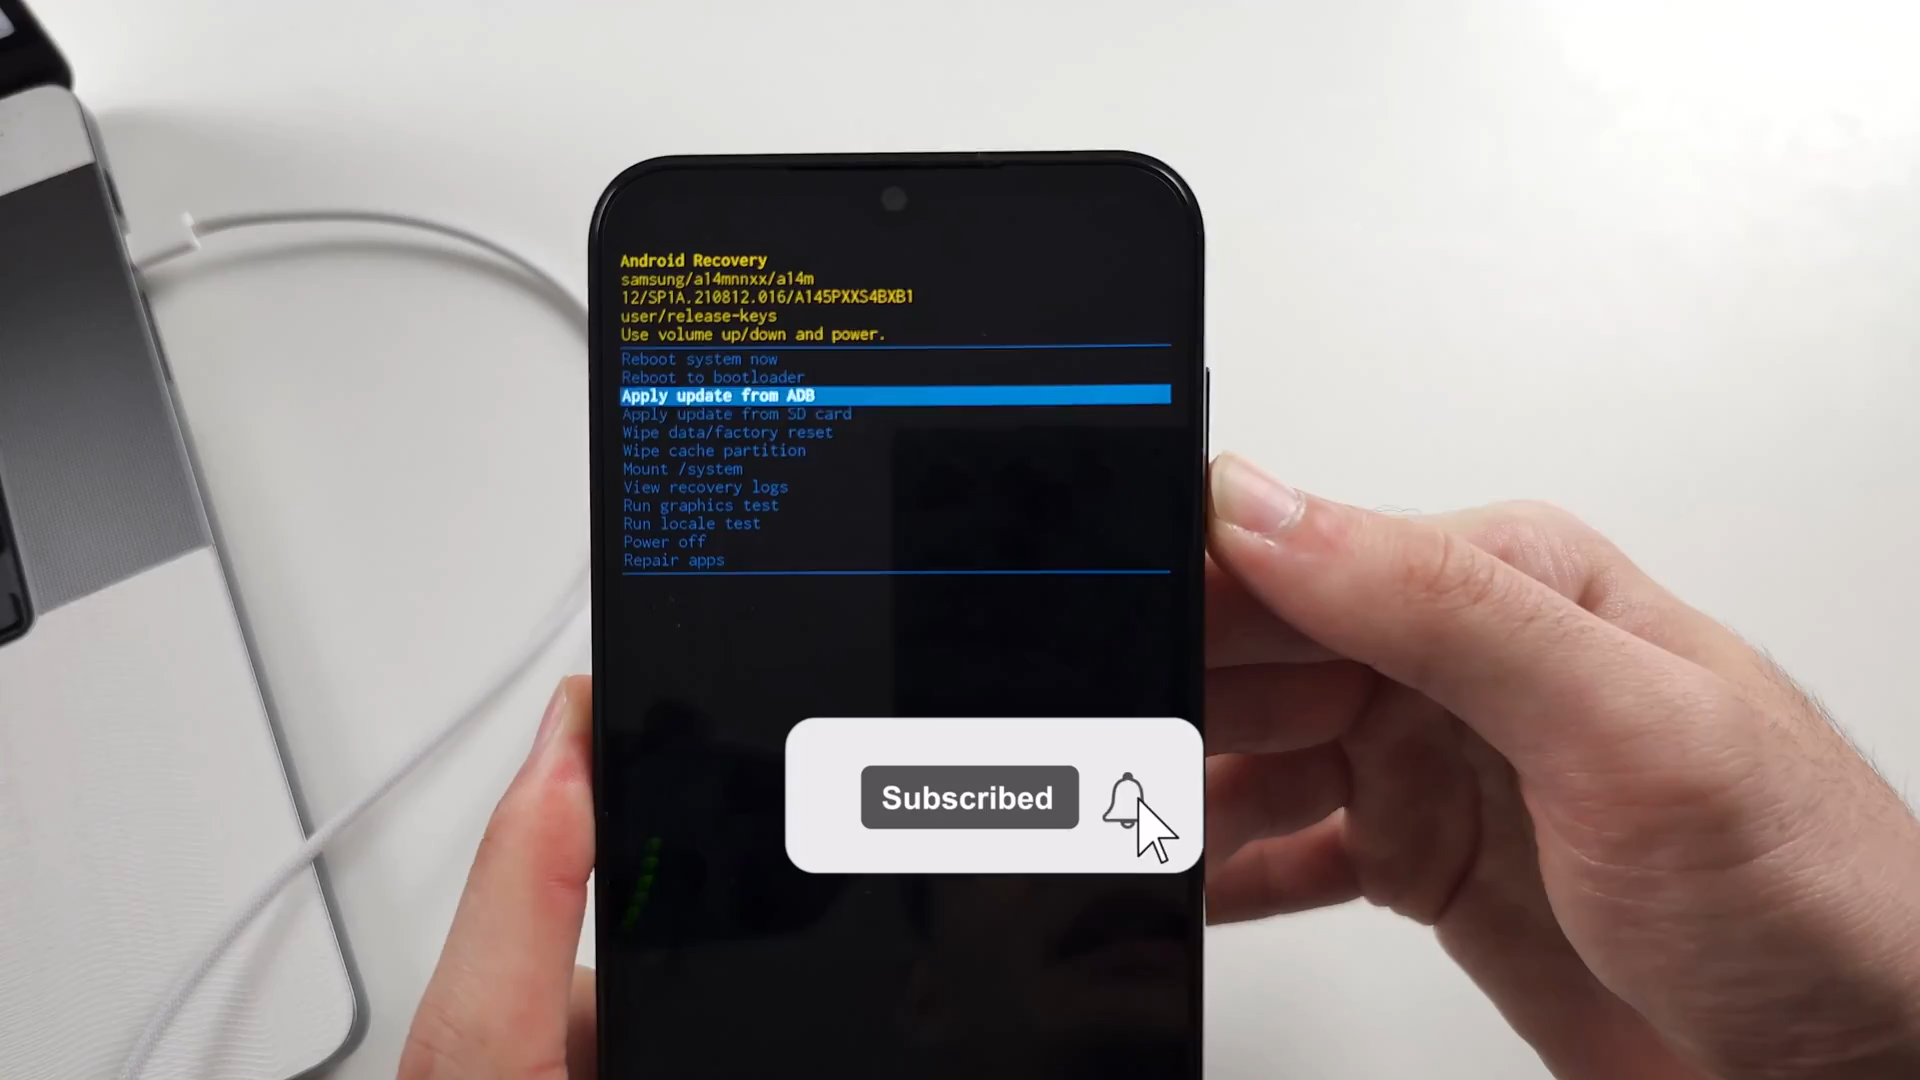 Android Recovery
samsung/a14mnnxx/a14m
12/SP1A.210812.016/A145PXXS4BXB1
user/release-keys
Use volume up/down and power.
Reboot system now
Reboot to bootloader
Apply update from ADB
Apply update from SD card
Wipe data/factory reset
Wipe cache partition
Mount /system
View recovery logs
Run graphics test
Run locale test
Power off
Repair apps
Subscribed